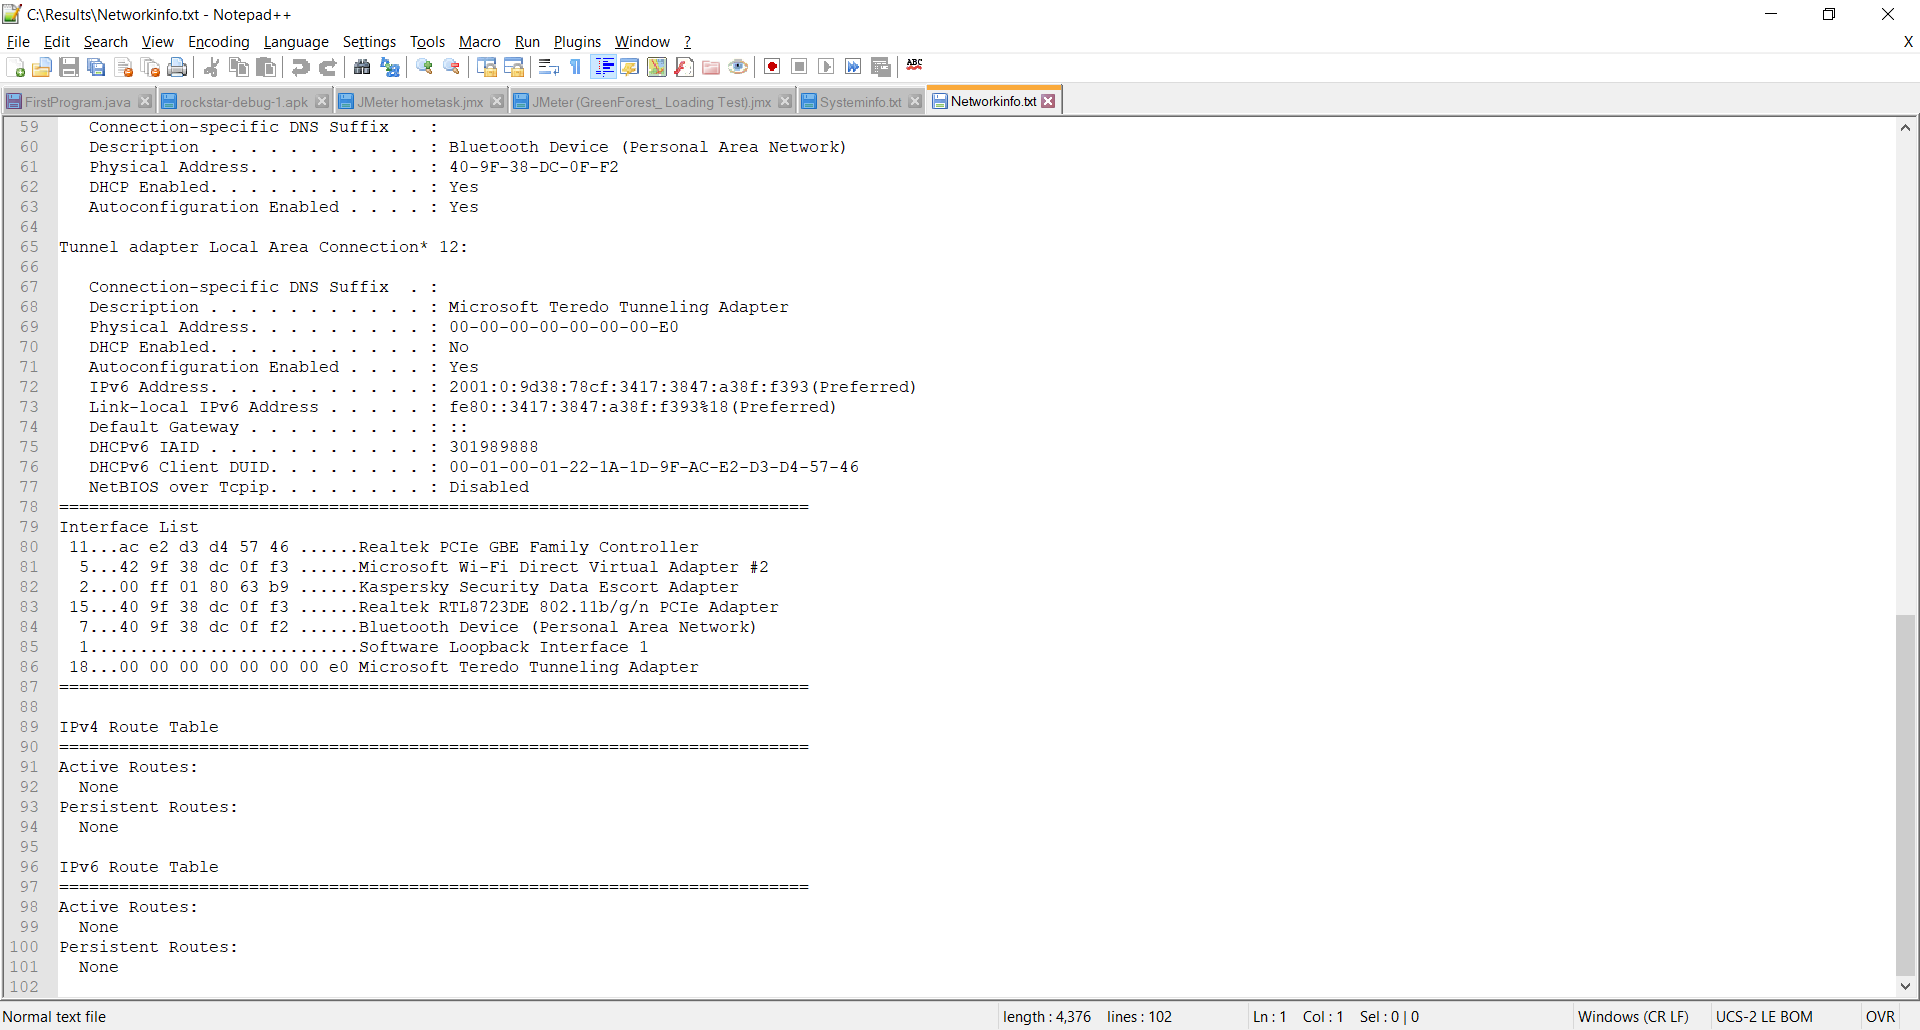 C:\Results\Networkinfo.txt - Notepad++
File Edit Search View Encoding Language Settings Tools Macro Run Plugins Window ? X
ABC
FirstProgram.java rockstar-debug-1.apk JMeter hometask.jmx JMeter (GreenForest_ Loading Test).jmx Systeminfo.txt Networkinfo.txt
59 Connection-specific DNS Suffix . :
60 Description . . . . . . . . . . . : Bluetooth Device (Personal Area Network)
61 Physical Address. . . . . . . . . : 40-9F-38-DC-0F-F2
62 DHCP Enabled. . . . . . . . . . . : Yes
63 Autoconfiguration Enabled . . . . : Yes
64
65 Tunnel adapter Local Area Connection* 12:
66
67 Connection-specific DNS Suffix . :
68 Description . . . . . . . . . . . : Microsoft Teredo Tunneling Adapter
69 Physical Address. . . . . . . . . : 00-00-00-00-00-00-00-E0
70 DHCP Enabled. . . . . . . . . . . : No
71 Autoconfiguration Enabled . . . . : Yes
72 IPv6 Address. . . . . . . . . . . : 2001:0:9d38:78cf:3417:3847:a38f:f393(Preferred)
73 Link-local IPv6 Address . . . . . : fe80::3417:3847:a38f:f393%18(Preferred)
74 Default Gateway . . . . . . . . . : ::
75 DHCPv6 IAID . . . . . . . . . . . : 301989888
76 DHCPv6 Client DUID. . . . . . . . : 00-01-00-01-22-1A-1D-9F-AC-E2-D3-D4-57-46
77 NetBIOS over Tcpip. . . . . . . . : Disabled
78 ===========================================================================
79 Interface List
80 11...ac e2 d3 d4 57 46 ......Realtek PCIe GBE Family Controller
81 5...42 9f 38 dc 0f f3 ......Microsoft Wi-Fi Direct Virtual Adapter #2
82 2...00 ff 01 80 63 b9 ......Kaspersky Security Data Escort Adapter
83 15...40 9f 38 dc 0f f3 ......Realtek RTL8723DE 802.11b/g/n PCIe Adapter
84 7...40 9f 38 dc 0f f2 ......Bluetooth Device (Personal Area Network)
85 1...........................Software Loopback Interface 1
86 18...00 00 00 00 00 00 00 e0 Microsoft Teredo Tunneling Adapter
87 ===========================================================================
88
89 IPv4 Route Table
90 ===========================================================================
91 Active Routes:
92 None
93 Persistent Routes:
94 None
95
96 IPv6 Route Table
97 ===========================================================================
98 Active Routes:
99 None
100 Persistent Routes:
101 None
102
Normal text file length : 4,376 lines : 102 Ln : 1 Col : 1 Sel : 0 | 0 Windows (CR LF) UCS-2 LE BOM OVR